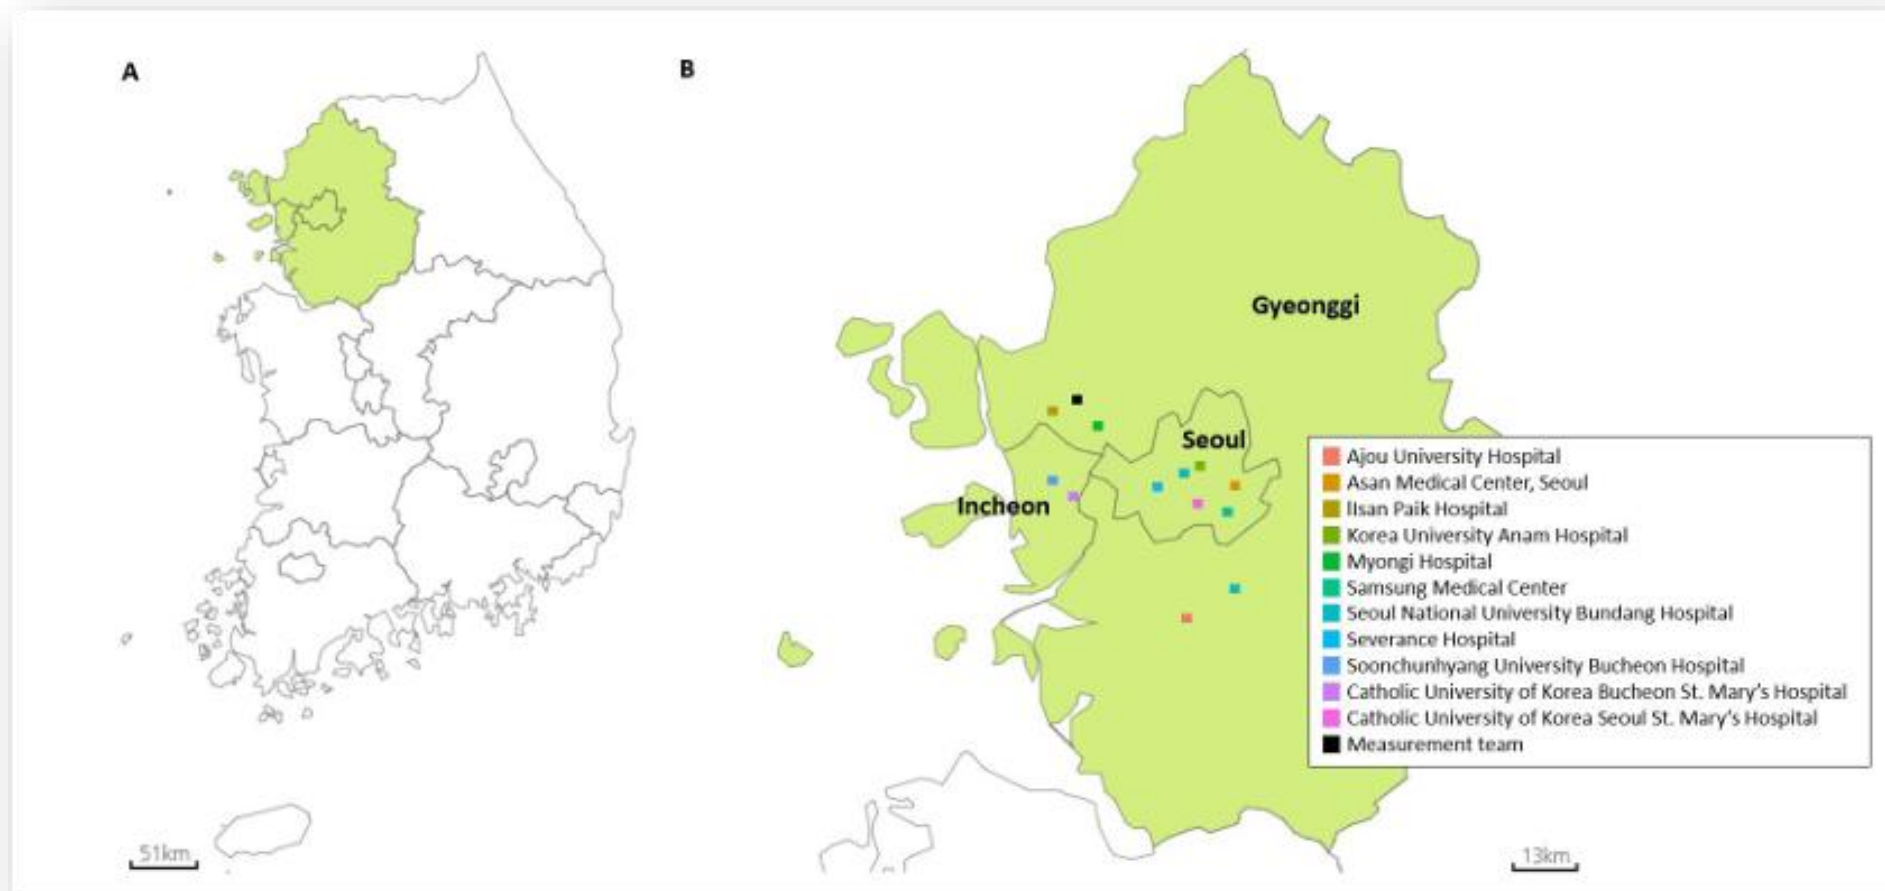 A
B
Gyeonggi
Seoul
Incheon
Ajou University Hospital
Asan Medical Center, Seoul
Ilsan Paik Hospital
Korea University Anam Hospital
Myongi Hospital
Samsung Medical Center
Seoul National University Bundang Hospital
Severance Hospital
Soonchunhyang University Bucheon Hospital
Catholic University of Korea Bucheon St. Mary's Hospital
Catholic University of Korea Seoul St. Mary's Hospital
Measurement team
51km
13km